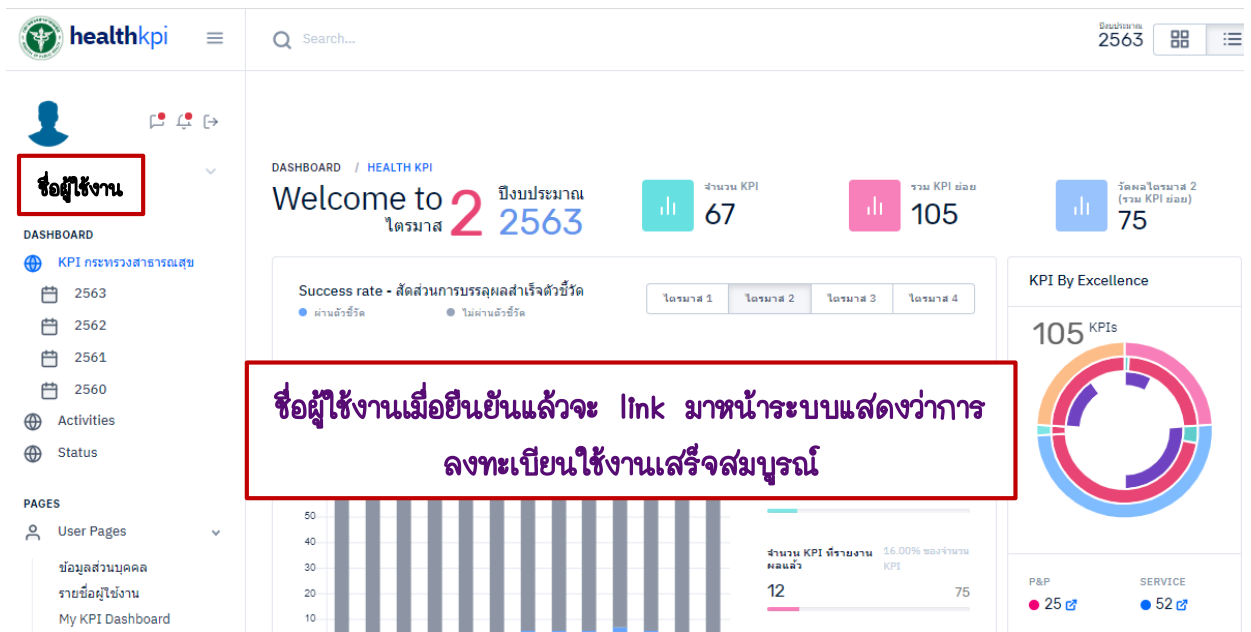 healthkpi
Search...
ปีงบประมาณ
2563
ชื่อผู้ใช้งาน
DASHBOARD
KPI กระทรวงสาธารณสุข
2563
2562
2561
2560
Activities
Status
PAGES
User Pages
ข้อมูลส่วนบุคคล
รายชื่อผู้ใช้งาน
My KPI Dashboard
DASHBOARD / HEALTH KPI
Welcome to
ไตรมาส 2
ปีงบประมาณ
2563
จำนวน KPI
67
รวม KPI ย่อย
105
วัดผลไตรมาส 2
(รวม KPI ย่อย)
75
Success rate - สัดส่วนการบรรลุผลสำเร็จตัวชี้วัด
ผ่านตัวชี้วัด ไม่ผ่านตัวชี้วัด
ไตรมาส 1 ไตรมาส 2 ไตรมาส 3 ไตรมาส 4
ชื่อผู้ใช้งานเมื่อยืนยันแล้วจะ link มาหน้าระบบแสดงว่าการ
ลงทะเบียนใช้งานเสร็จสมบูรณ์
50
40
30
20
10
จำนวน KPI ที่รายงาน
ผลแล้ว
16.00% ของจำนวน
KPI
12 75
KPI By Excellence
105 KPIs
P&P SERVICE
25 52